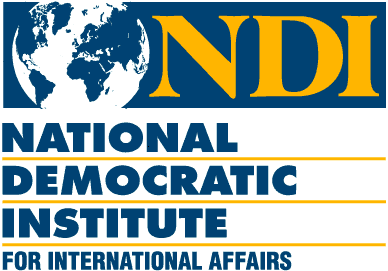 NDI
NATIONAL
DEMOCRATIC
INSTITUTE
FOR INTERNATIONAL AFFAIRS